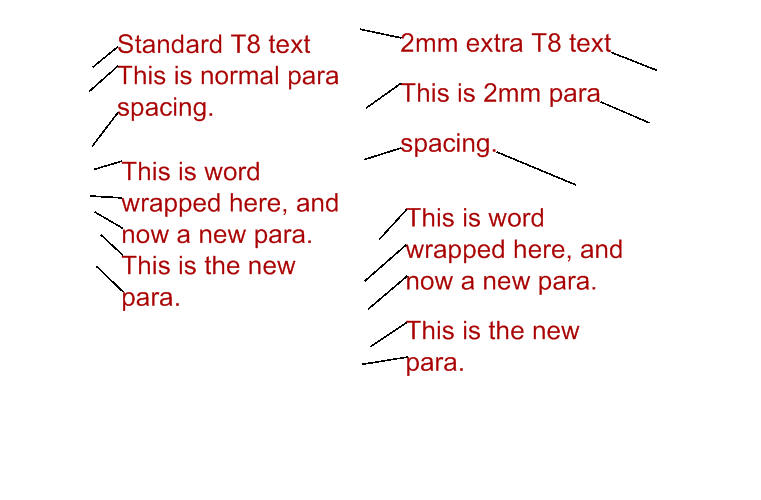 Standard T8 text
This is normal para
spacing.
This is word
wrapped here, and
now a new para.
This is the new
para.
2mm extra T8 text
This is 2mm para
spacing.
This is word
wrapped here, and
now a new para.
This is the new
para.